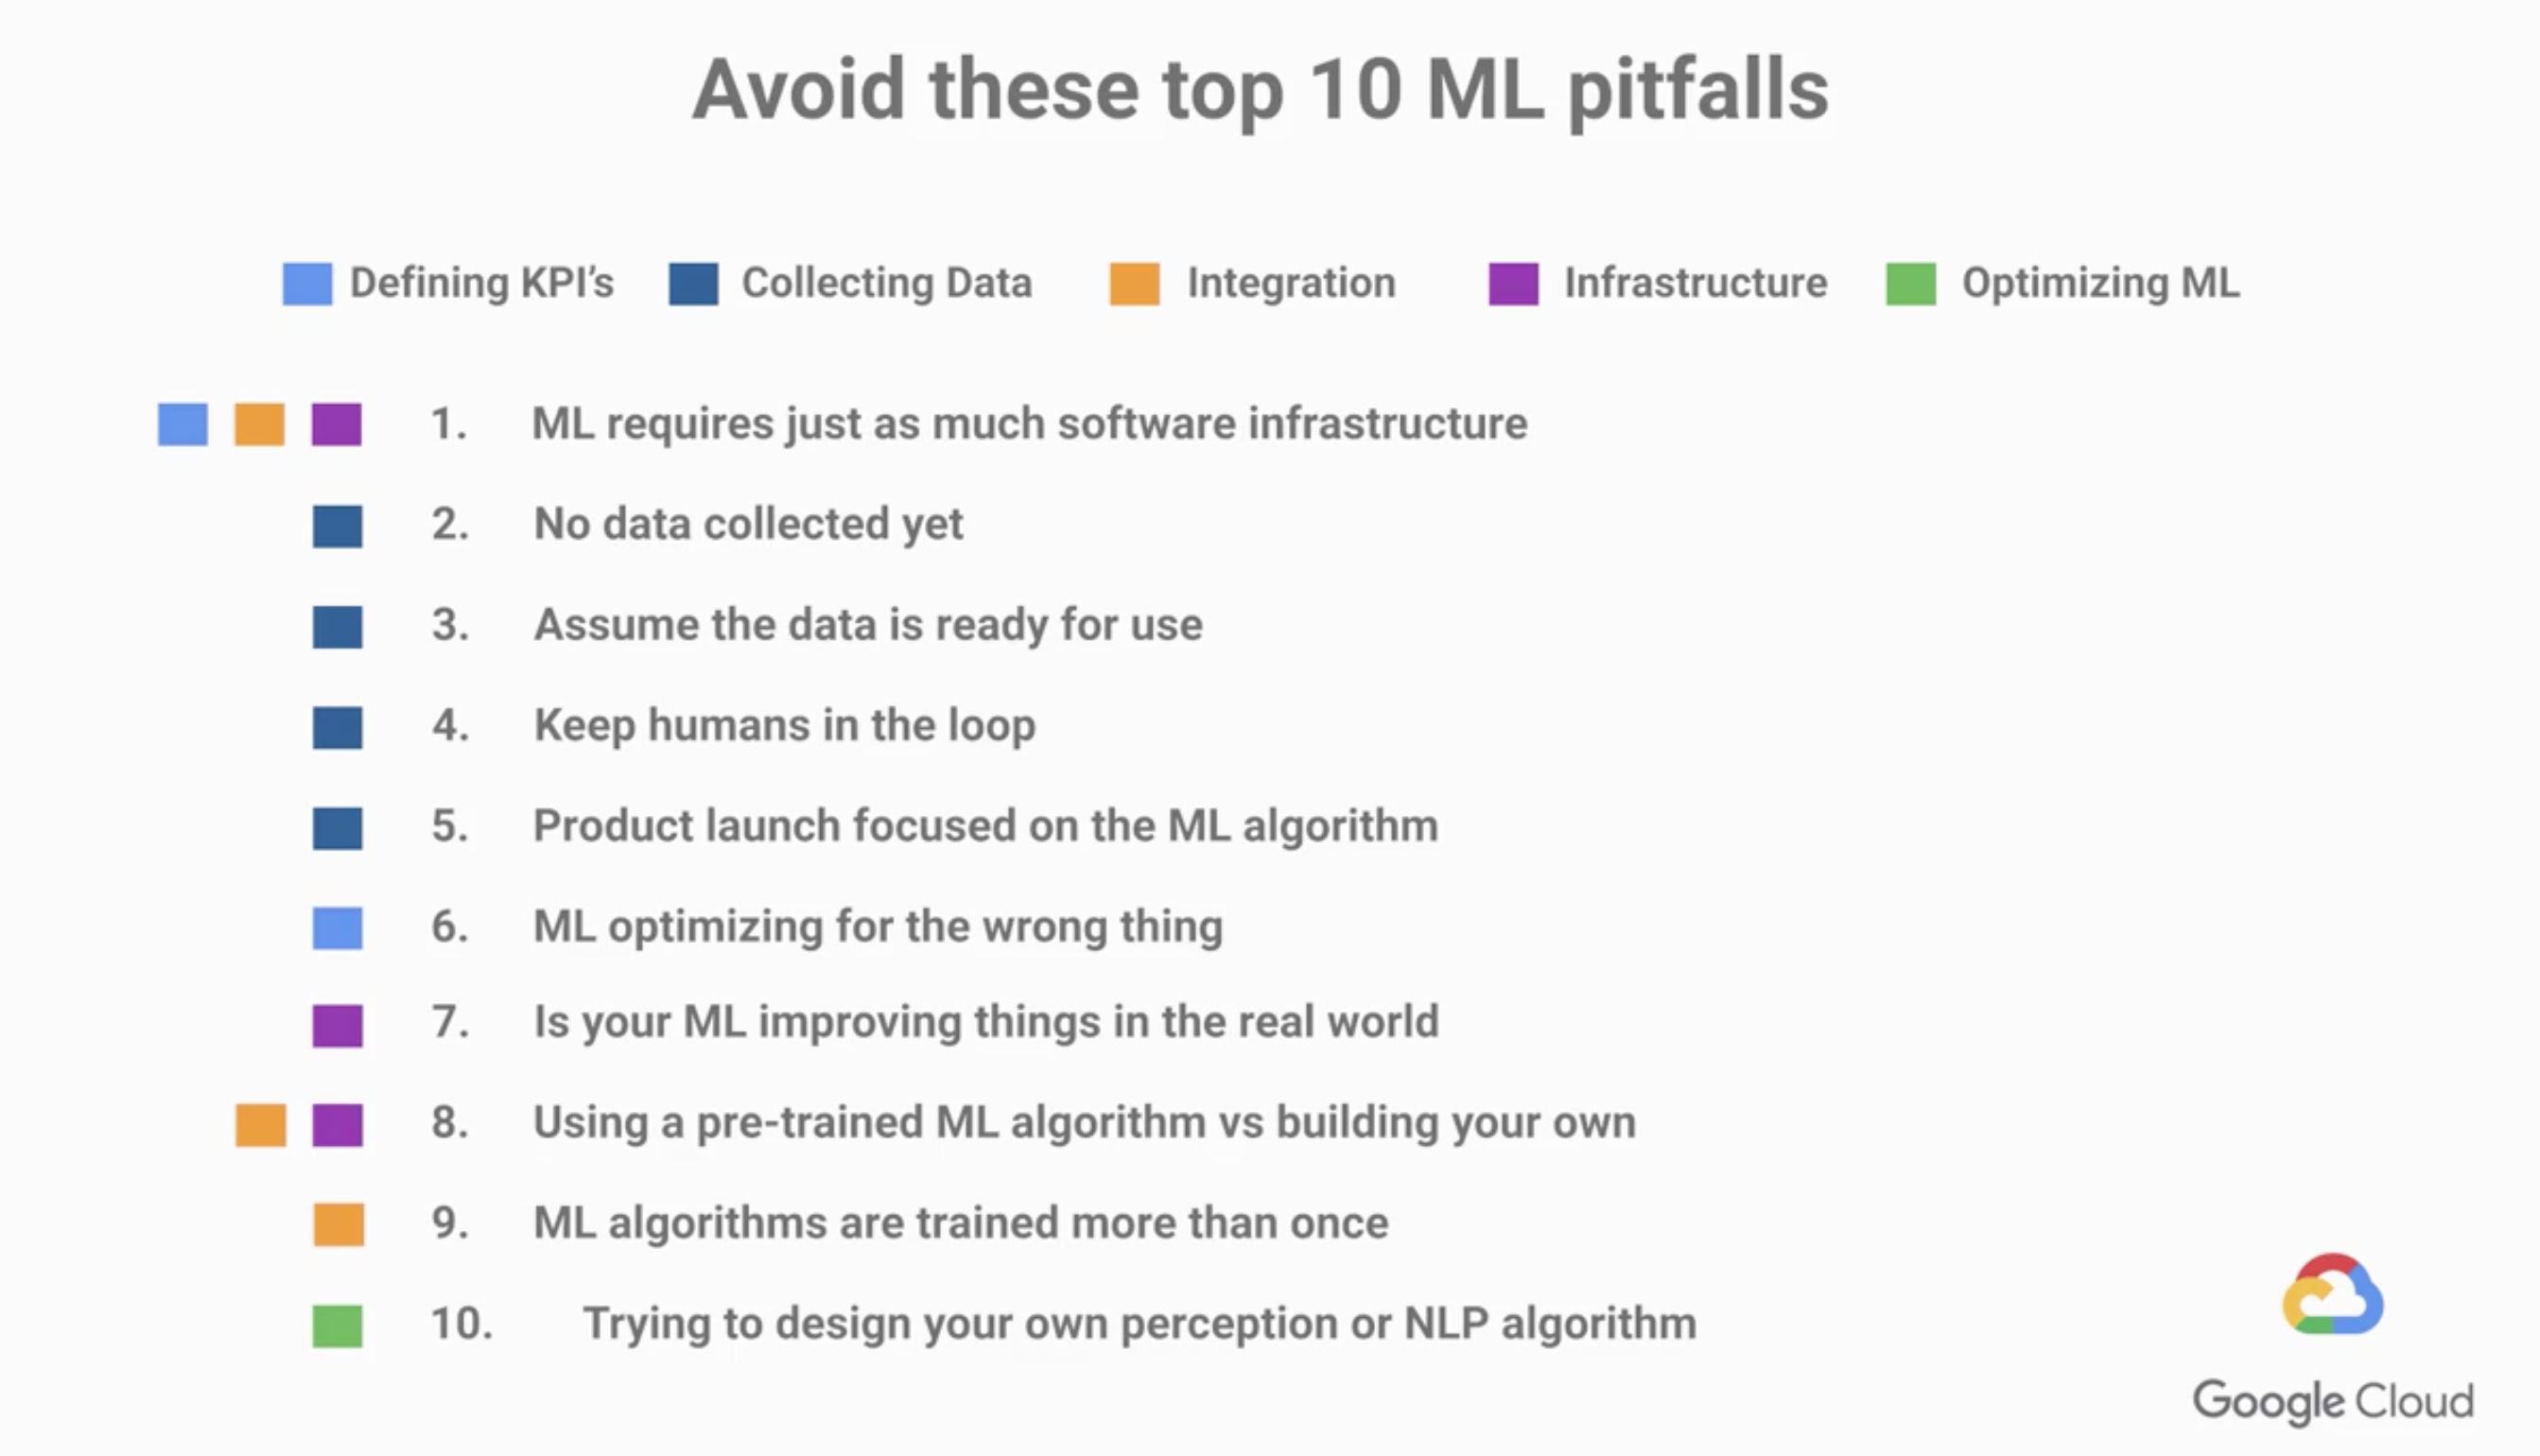 Avoid these top 10 ML pitfalls
Defining KPI’s Collecting Data Integration Infrastructure Optimizing ML
1. ML requires just as much software infrastructure
2. No data collected yet
3. Assume the data is ready for use
4. Keep humans in the loop
5. Product launch focused on the ML algorithm
6. ML optimizing for the wrong thing
7. Is your ML improving things in the real world
8. Using a pre-trained ML algorithm vs building your own
9. ML algorithms are trained more than once
10. Trying to design your own perception or NLP algorithm
Google Cloud